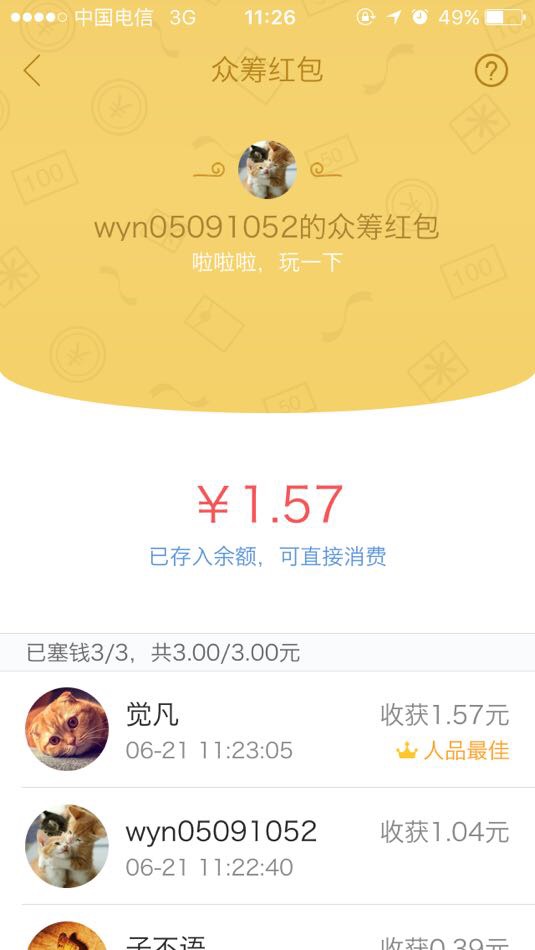 中国电信 3G 11:26 49%
众筹红包
wyn05091052的众筹红包
啦啦啦，玩一下
¥1.57
已存入余额，可直接消费
已塞钱3/3，共3.00/3.00元
觉凡 收获1.57元
06-21 11:23:05 人品最佳
wyn05091052 收获1.04元
06-21 11:22:40
子不语 收获0.39元